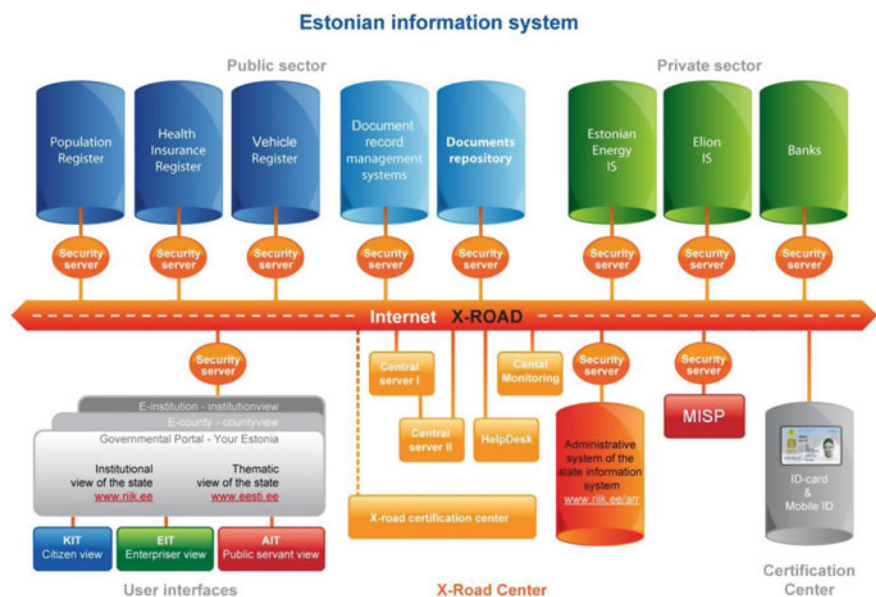 Estonian information system
Public sector
Private sector
Population
Register
Health
Insurance
Register
Vehicle
Register
Document
record
management
systems
Documents
repository
Estonian
Energy
IS
Elion
IS
Banks
Security
server
Security
server
Security
server
Security
server
Security
server
Security
server
Security
server
Security
server
Internet X-ROAD
Security
server
E-institution - institutionview
E-county - countyview
Governmental Portal - Your Estonia
Institutional
view of the state
www.riik.ee
Thematic
view of the state
www.eesti.ee
KIT
Citizen view
EIT
Enterpriser view
AIT
Public servant view
User interfaces
Central
server I
Central
server II
HelpDesk
Cental
Monitoring
X-road certification center
Security
server
Administrative
system of the
state information
system
www.riik.ee/arr
X-Road Center
Security
server
MISP
ID-card
&
Mobile ID
Certification
Center